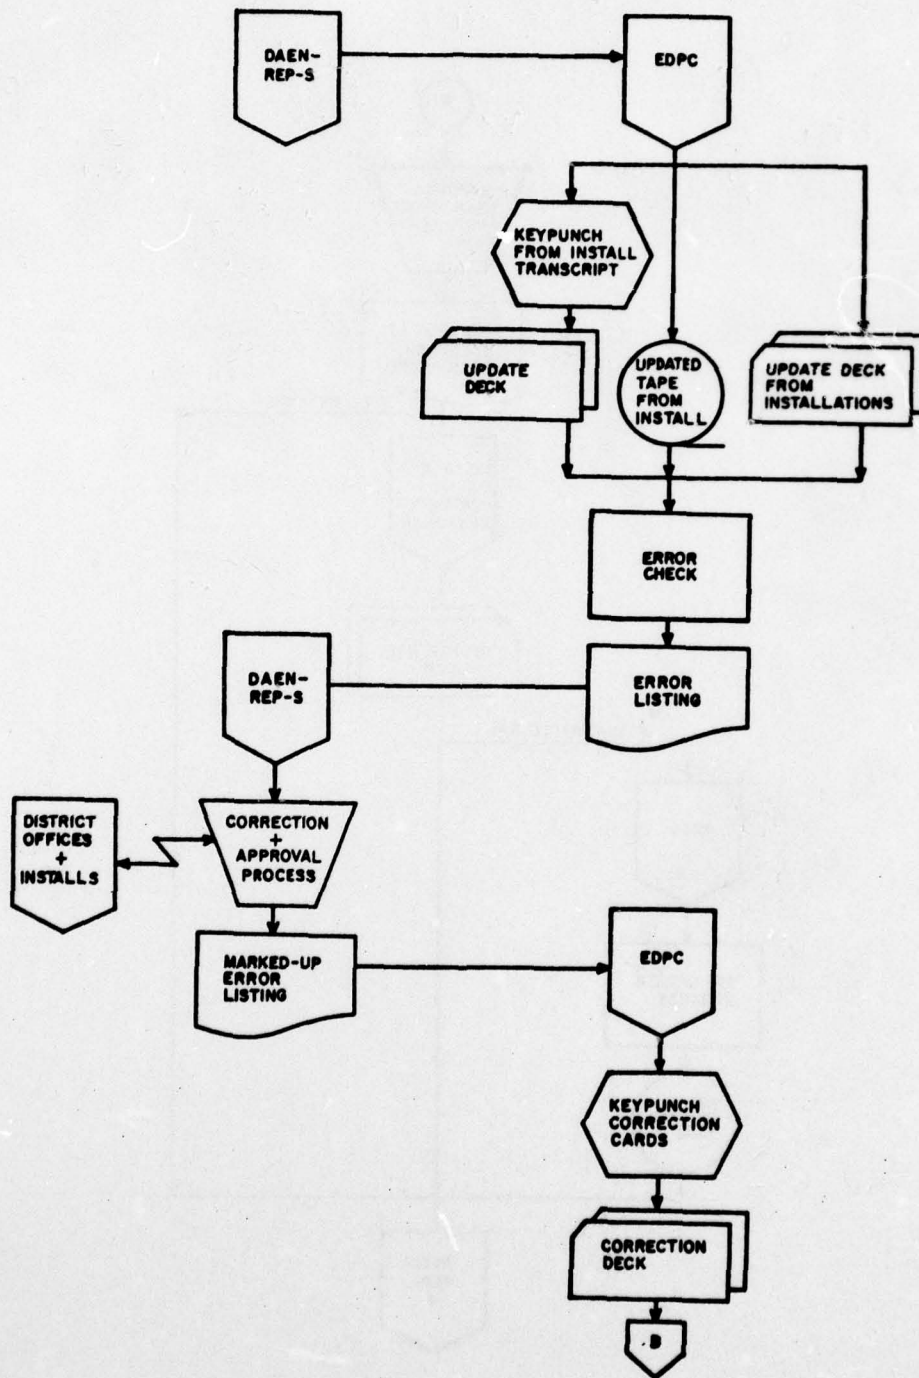 DAEN-
REP-S
EDPC
KEYPUNCH
FROM INSTALL
TRANSCRIPT
UPDATE
DECK
UPDATED
TAPE
FROM
INSTALL
UPDATE DECK
FROM
INSTALLATIONS
ERROR
CHECK
DAEN-
REP-S
ERROR
LISTING
DISTRICT
OFFICES
+
INSTALLS
CORRECTION
+
APPROVAL
PROCESS
MARKED-UP
ERROR
LISTING
EDPC
KEYPUNCH
CORRECTION
CARDS
CORRECTION
DECK